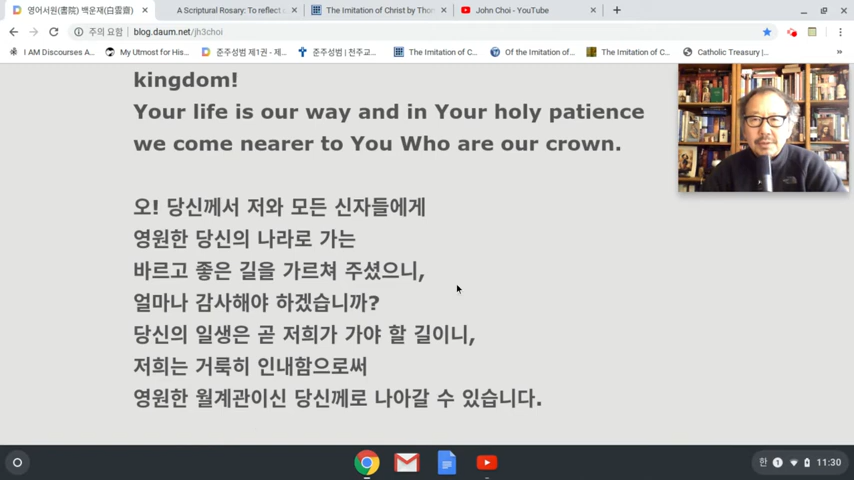 영어서원(書院) 백운재(白雲齋)
A Scriptural Rosary: To reflect
The Imitation of Christ by Thom
John Choi - YouTube
주의 요함
blog.daum.net/jh3choi
I AM Discourses A...
My Utmost for His...
준주성범 제1권 - 제...
준주성범 | 천주교...
The Imitation of C...
Of the Imitation of...
The Imitation of C...
Catholic Treasury |...
»
kingdom!
Your life is our way and in Your holy patience
we come nearer to You Who are our crown.
오! 당신께서 저와 모든 신자들에게
영원한 당신의 나라로 가는
바르고 좋은 길을 가르쳐 주셨으니,
얼마나 감사해야 하겠습니까?
당신의 일생은 곧 저희가 가야 할 길이니,
저희는 거룩히 인내함으로써
영원한 월계관이신 당신께로 나아갈 수 있습니다.
한 1 11:30